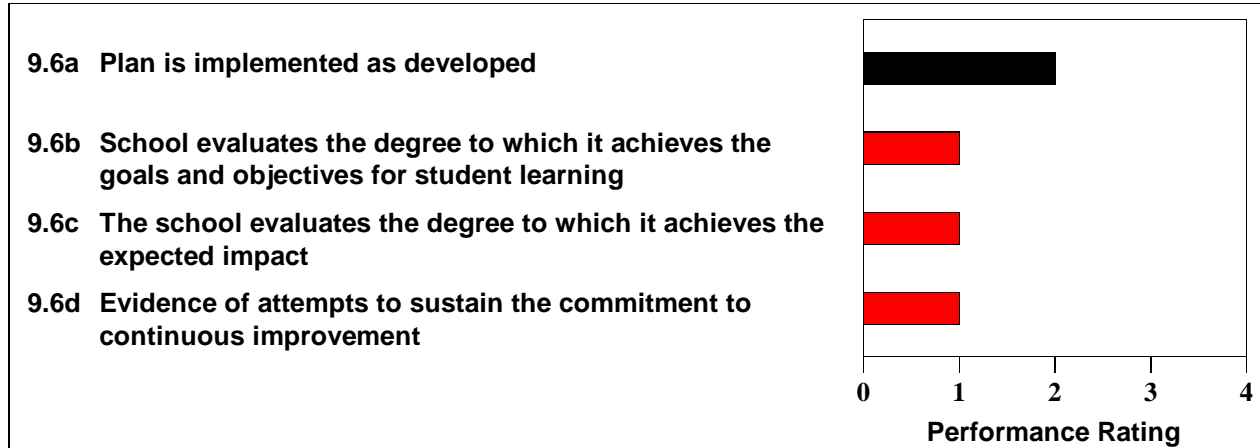 9.6a Plan is implemented as developed
9.6b School evaluates the degree to which it achieves the
goals and objectives for student learning
9.6c The school evaluates the degree to which it achieves the
expected impact
9.6d Evidence of attempts to sustain the commitment to
continuous improvement
0 1 2 3 4
Performance Rating